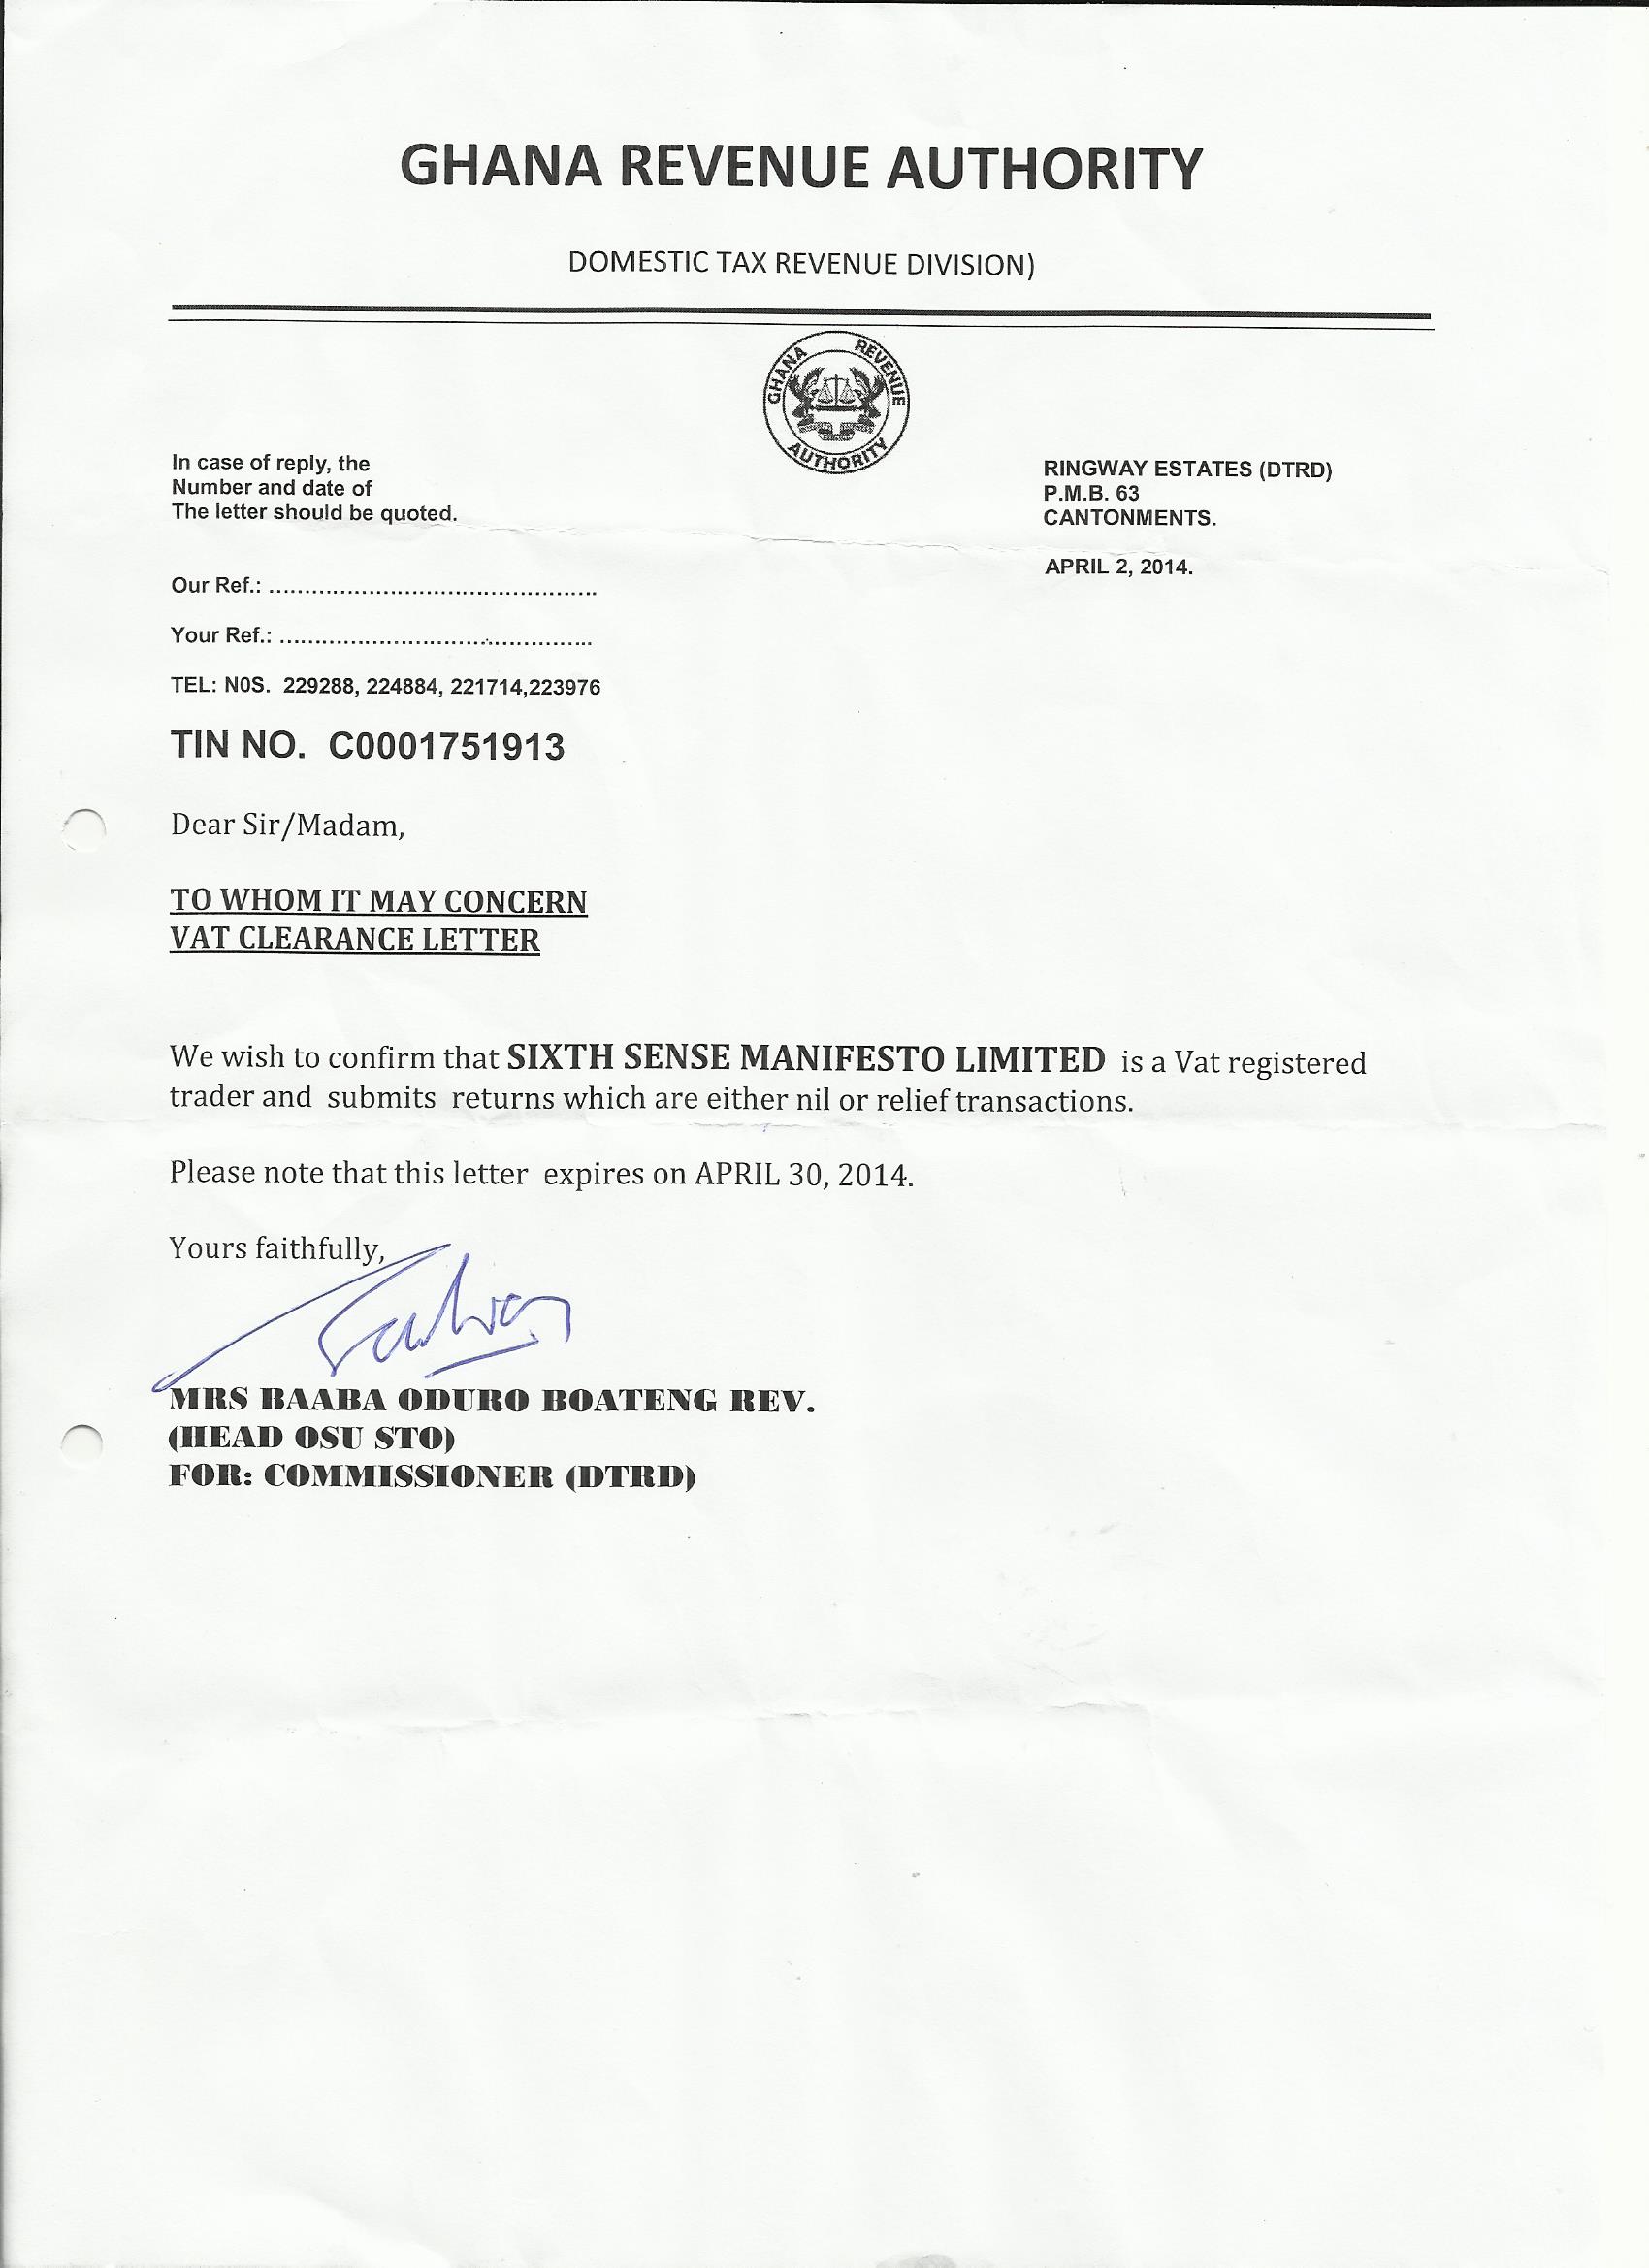 GHANA REVENUE AUTHORITY
DOMESTIC TAX REVENUE DIVISION)
GHANA REVENUE AUTHORITY
In case of reply, the
Number and date of
The letter should be quoted.
RINGWAY ESTATES (DTRD)
P.M.B. 63
CANTONMENTS.
APRIL 2, 2014.
Our Ref.: ..............................................
Your Ref.: ............................................
TEL: N0S. 229288, 224884, 221714,223976
TIN NO. C0001751913
Dear Sir/Madam,
TO WHOM IT MAY CONCERN
VAT CLEARANCE LETTER
We wish to confirm that SIXTH SENSE MANIFESTO LIMITED is a Vat registered
trader and submits returns which are either nil or relief transactions.
Please note that this letter expires on APRIL 30, 2014.
Yours faithfully,
MRS BAABA ODURO BOATENG REV.
(HEAD OSU STO)
FOR: COMMISSIONER (DTRD)